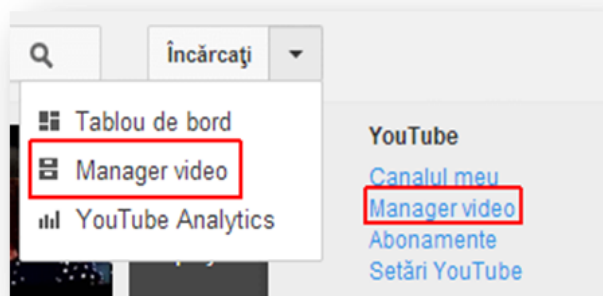 Încărcaţi
Tablou de bord
Manager video
YouTube Analytics
YouTube
Canalul meu
Manager video
Abonamente
Setări YouTube